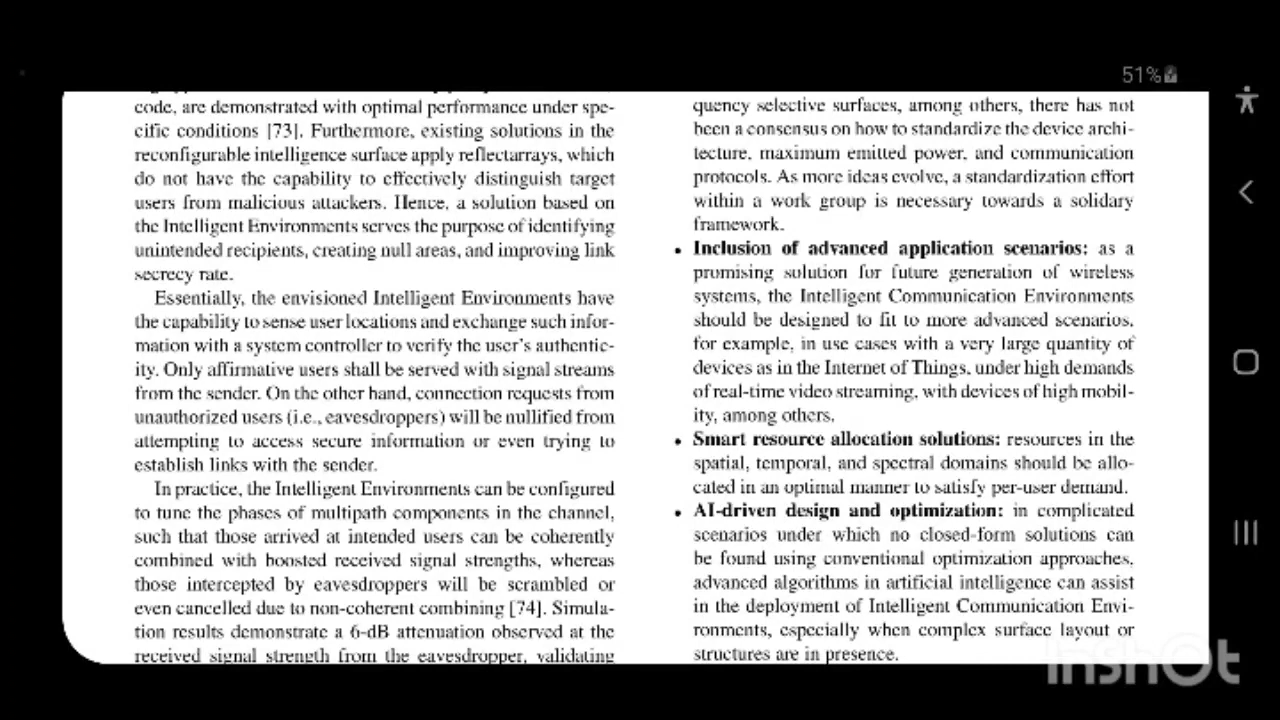 51%
code, are demonstrated with optimal performance under spe-
cific conditions [73]. Furthermore, existing solutions in the
reconfigurable intelligence surface apply reflectarrays, which
do not have the capability to effectively distinguish target
users from malicious attackers. Hence, a solution based on
the Intelligent Environments serves the purpose of identifying
unintended recipients, creating null areas, and improving link
secrecy rate.
Essentially, the envisioned Intelligent Environments have
the capability to sense user locations and exchange such infor-
mation with a system controller to verify the user's authentic-
ity. Only affirmative users shall be served with signal streams
from the sender. On the other hand, connection requests from
unauthorized users (i.e., eavesdroppers) will be nullified from
attempting to access secure information or even trying to
establish links with the sender.
In practice, the Intelligent Environments can be configured
to tune the phases of multipath components in the channel,
such that those arrived at intended users can be coherently
combined with boosted received signal strengths, whereas
those intercepted by eavesdroppers will be scrambled or
even cancelled due to non-coherent combining [74]. Simula-
tion results demonstrate a 6-dB attenuation observed at the
received signal strength from the eavesdropper, validating
quency selective surfaces, among others, there has not
been a consensus on how to standardize the device archi-
tecture, maximum emitted power, and communication
protocols. As more ideas evolve, a standardization effort
within a work group is necessary towards a solidary
framework.
• Inclusion of advanced application scenarios: as a
promising solution for future generation of wireless
systems, the Intelligent Communication Environments
should be designed to fit to more advanced scenarios,
for example, in use cases with a very large quantity of
devices as in the Internet of Things, under high demands
of real-time video streaming, with devices of high mobil-
ity, among others.
• Smart resource allocation solutions: resources in the
spatial, temporal, and spectral domains should be allo-
cated in an optimal manner to satisfy per-user demand.
• AI-driven design and optimization: in complicated
scenarios under which no closed-form solutions can
be found using conventional optimization approaches,
advanced algorithms in artificial intelligence can assist
in the deployment of Intelligent Communication Envi-
ronments, especially when complex surface layout or
structures are in presence.
InShOt